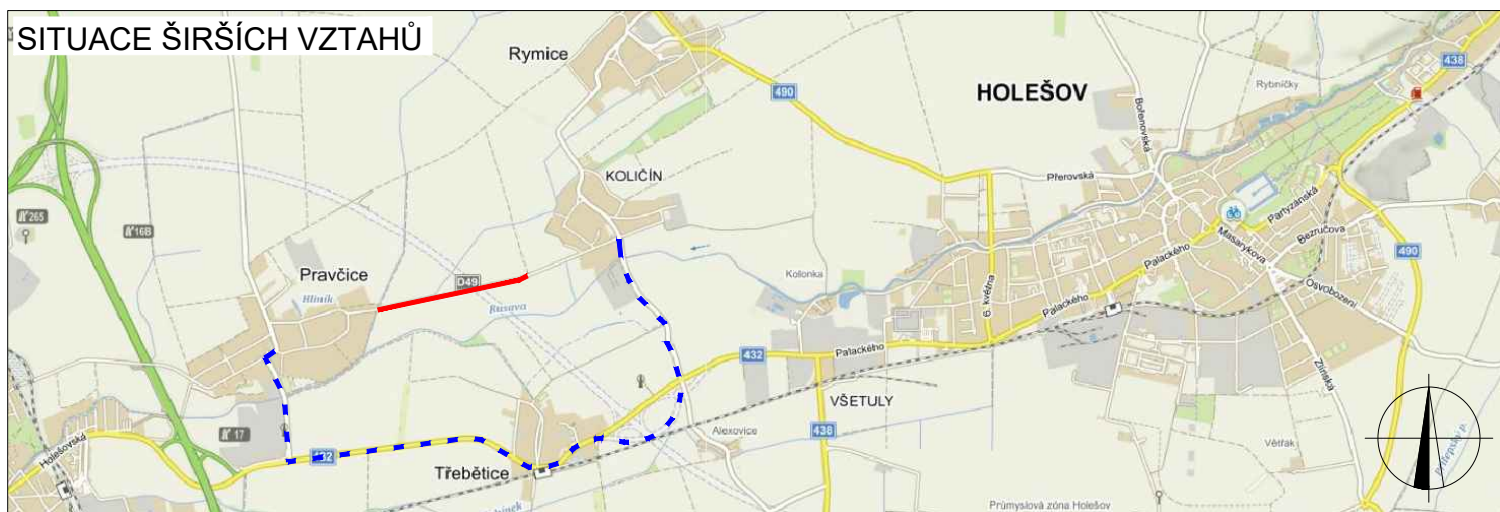 SITUACE ŠIRŠÍCH VZTAHŮ
Rymice
490
HOLEŠOV
Rybníčky
438
Bořenovská
Přerovská
KOLIČÍN
Partyzánská
265
16B
Masarykova
Bezručova
Palackého
490
Pravčice
Hliník
D49
Rusava
Kolonka
6. května
Palackého
Osvobození
432
Palackého
Zlínská
VŠETULY
Holešovská
17
432
Třebětice
Alexovice
438
Větřák
Průmyslová zóna Holešov